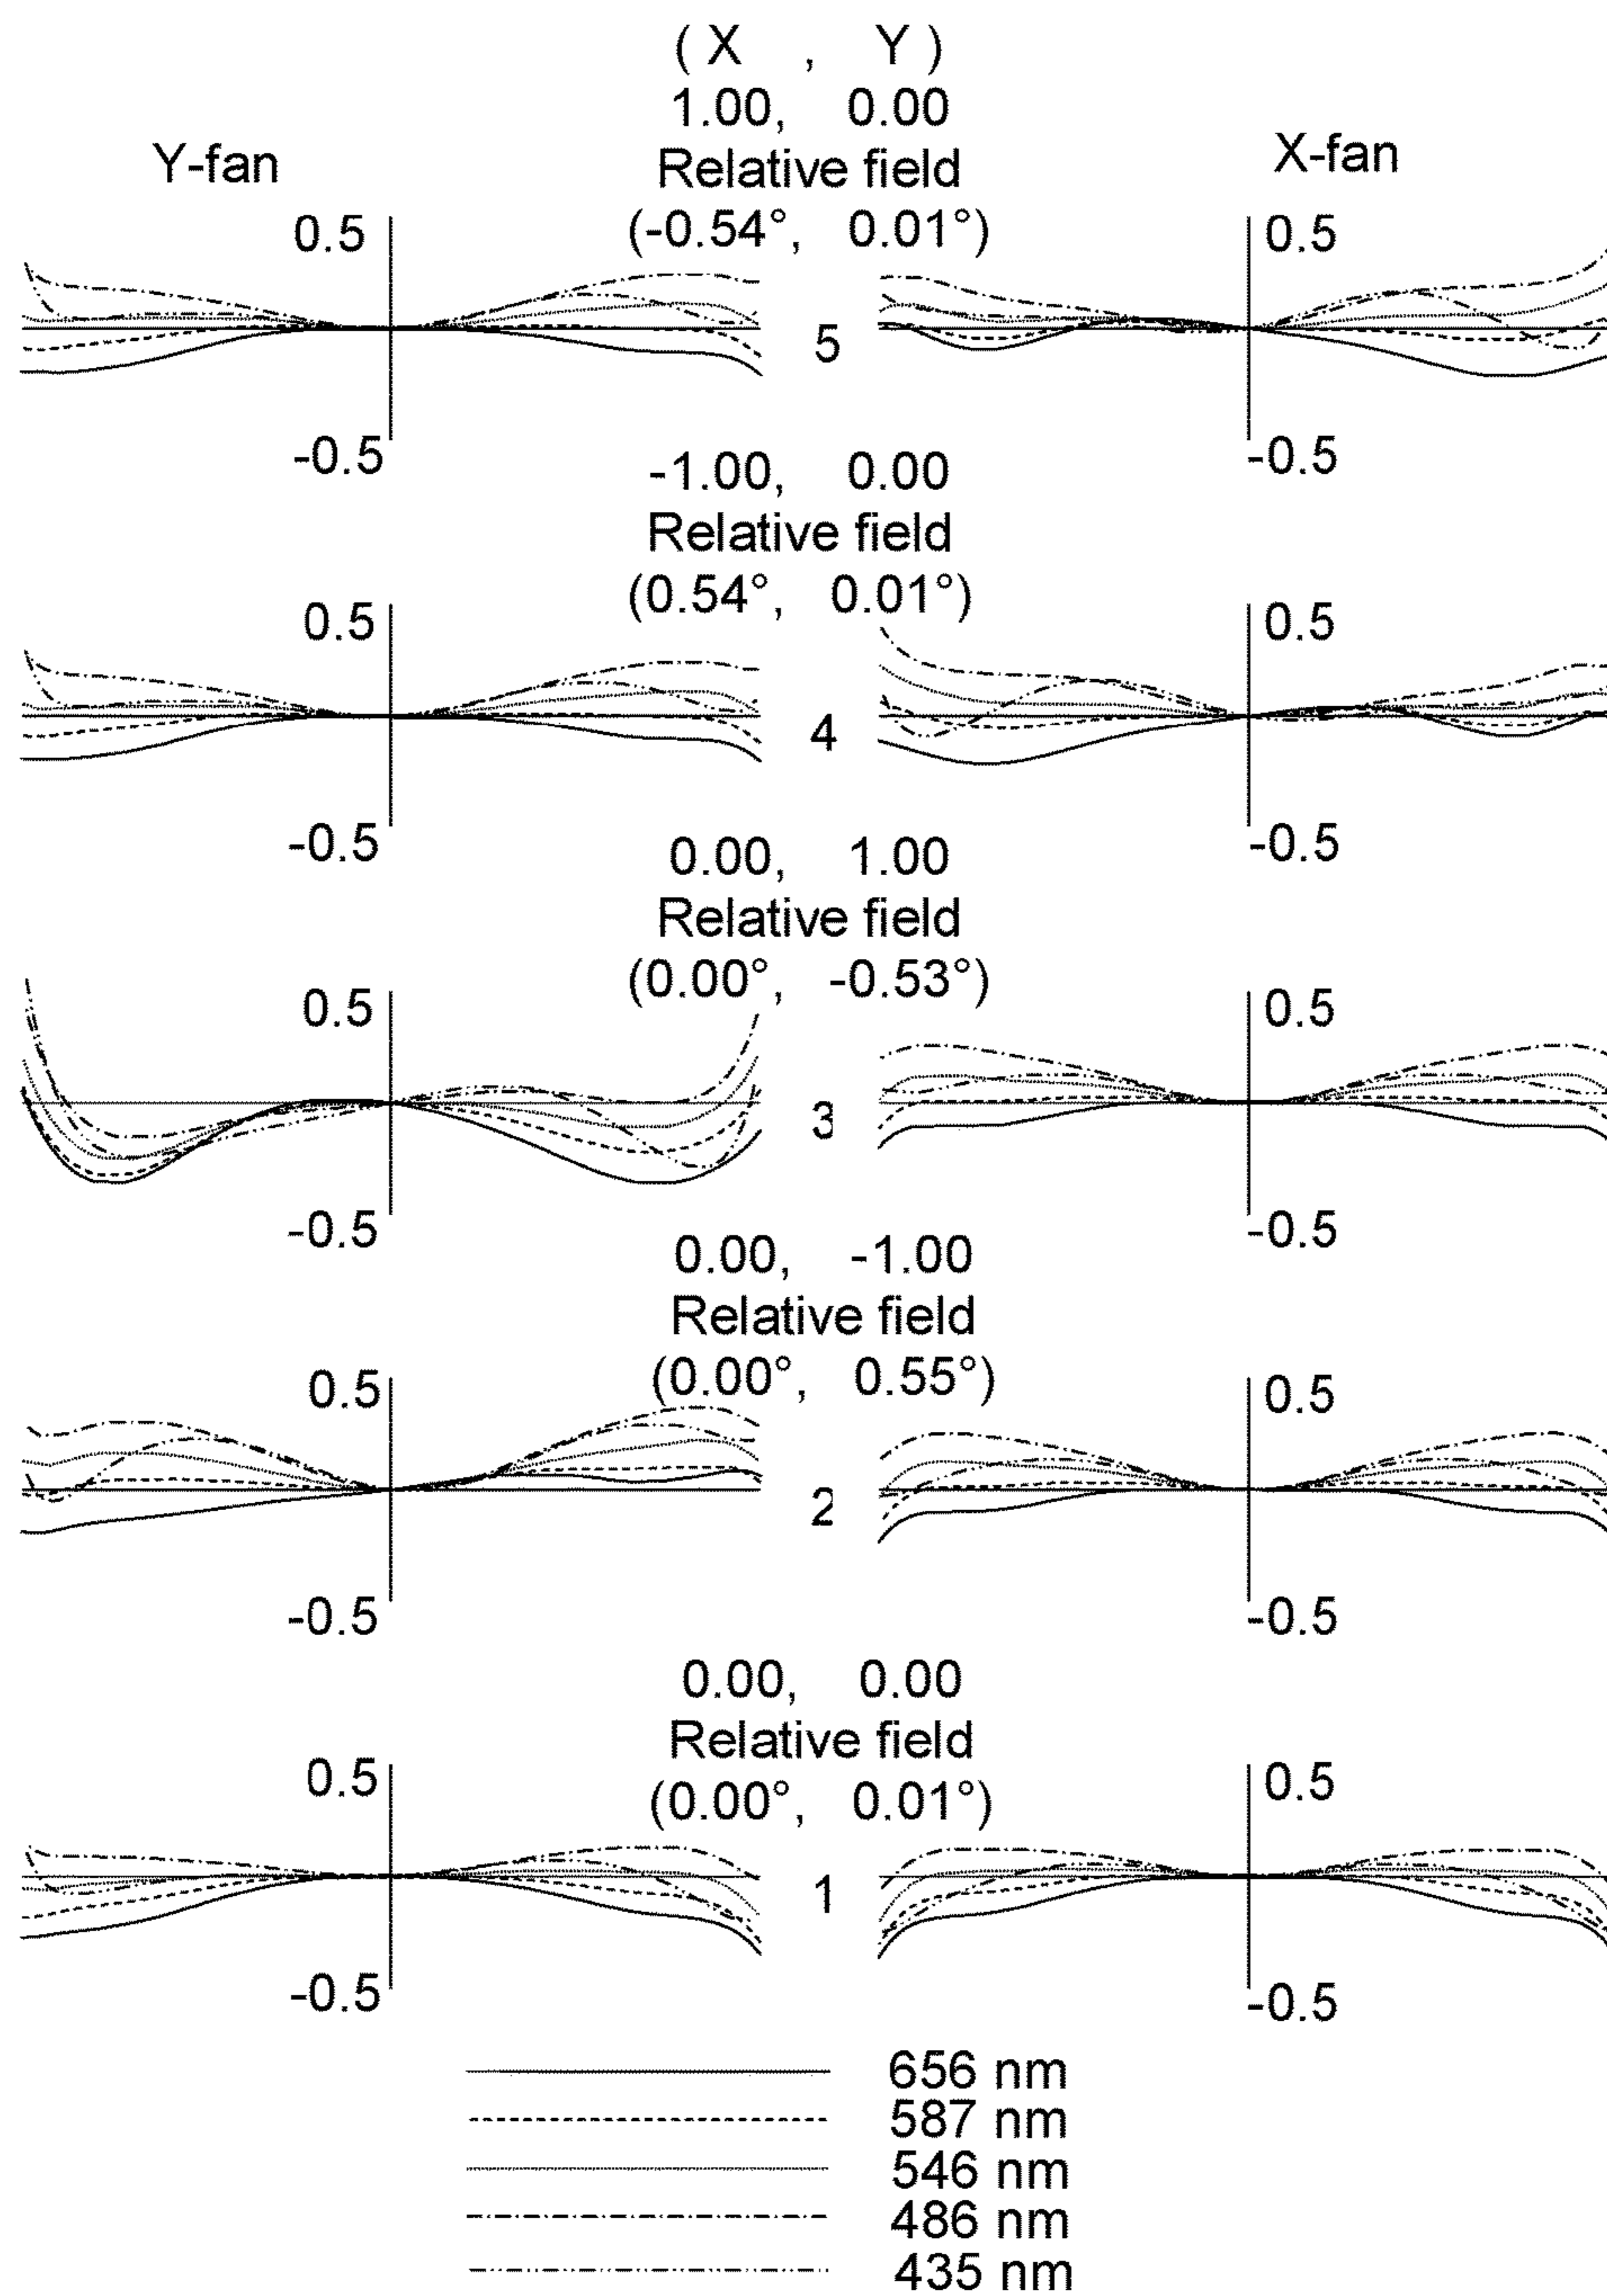 ( X , Y )
1.00, 0.00
Y-fan
Relative field
X-fan
(-0.54°, 0.01°)
0.5
0.5
5
-0.5
-0.5
-1.00, 0.00
Relative field
(0.54°, 0.01°)
0.5
0.5
4
-0.5
-0.5
0.00, 1.00
Relative field
(0.00°, -0.53°)
0.5
0.5
3
-0.5
-0.5
0.00, -1.00
Relative field
(0.00°, 0.55°)
0.5
0.5
2
-0.5
-0.5
0.00, 0.00
Relative field
(0.00°, 0.01°)
0.5
0.5
1
-0.5
-0.5
656 nm
587 nm
546 nm
486 nm
435 nm